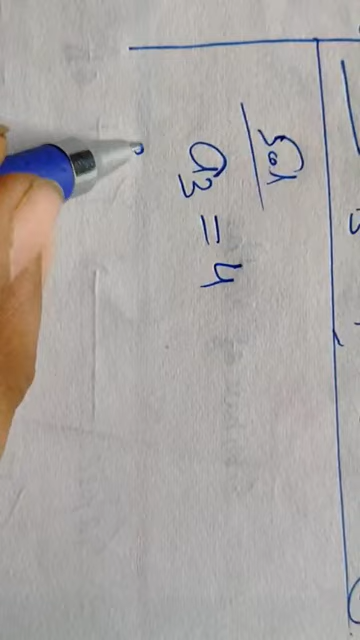 Sol
a₃ = 4